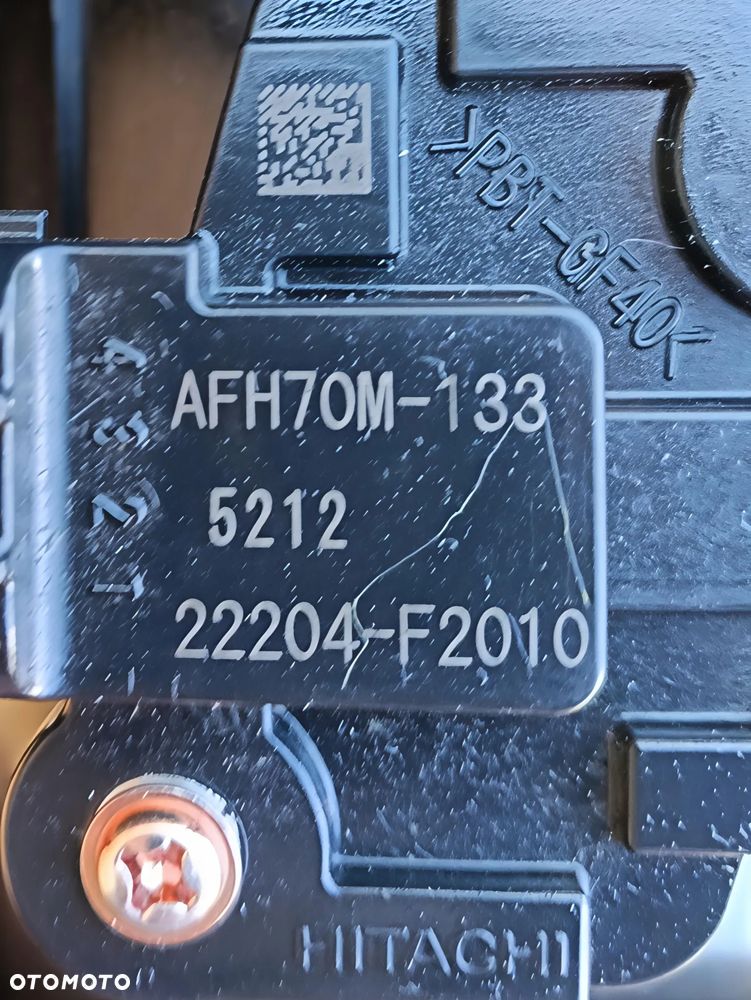 >PBT-GF40<
AFH70M-133
5212
22204-F2010
1 2 3 4
HITACHI
OTOMOTO